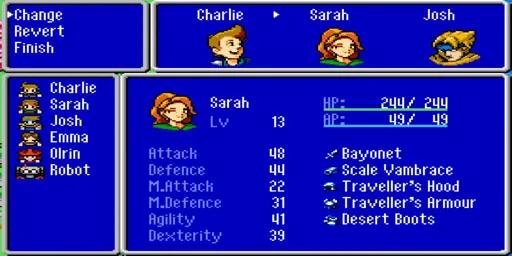 Change
Revert
Finish
Charlie Sarah Josh
Charlie
Sarah
Josh
Emma
Olrin
Robot
Sarah
Lv 13
HP: 244/ 244
AP: 49/ 49
Attack 48
Defence 44
M.Attack 22
M.Defence 31
Agility 41
Dexterity 39
Bayonet
Scale Vambrace
Traveller's Hood
Traveller's Armour
Desert Boots